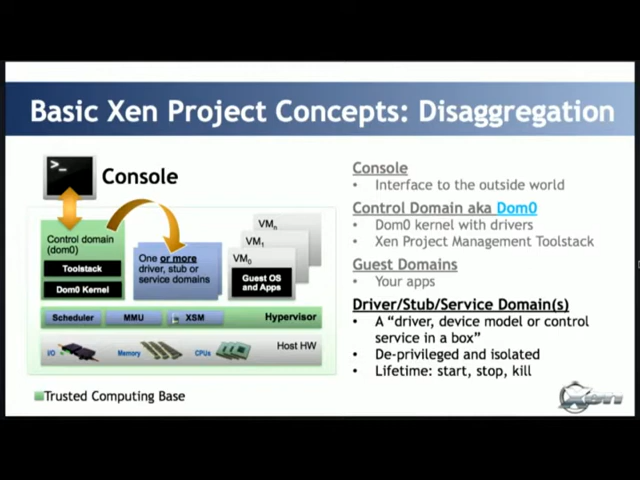 Basic Xen Project Concepts: Disaggregation
>_
Console
Control domain
(dom0)
Toolstack
Dom0 Kernel
One or more
driver, stub or
service domains
VMn
VM1
VM0
Guest OS
and Apps
Scheduler
MMU
XSM
Hypervisor
I/O
Memory
CPUs
Host HW
Trusted Computing Base
Console
• Interface to the outside world
Control Domain aka Dom0
• Dom0 kernel with drivers
• Xen Project Management Toolstack
Guest Domains
• Your apps
Driver/Stub/Service Domain(s)
• A “driver, device model or control
service in a box”
• De-privileged and isolated
• Lifetime: start, stop, kill
Xen